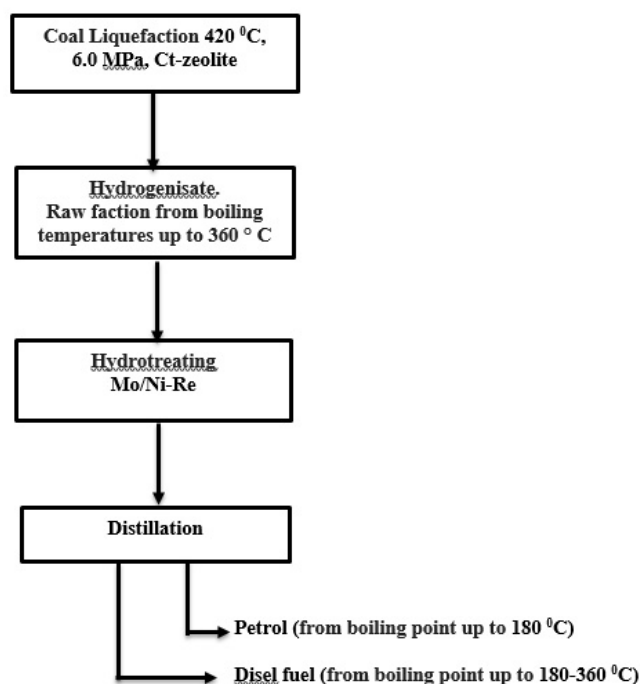 Coal Liquefaction 420 ⁰C,
6.0 MPa, Ct-zeolite
Hydrogenisate.
Raw faction from boiling
temperatures up to 360 ° C
Hydrotreating
Mo/Ni-Re
Distillation
Petrol (from boiling point up to 180 ⁰C)
Disel fuel (from boiling point up to 180-360 ⁰C)